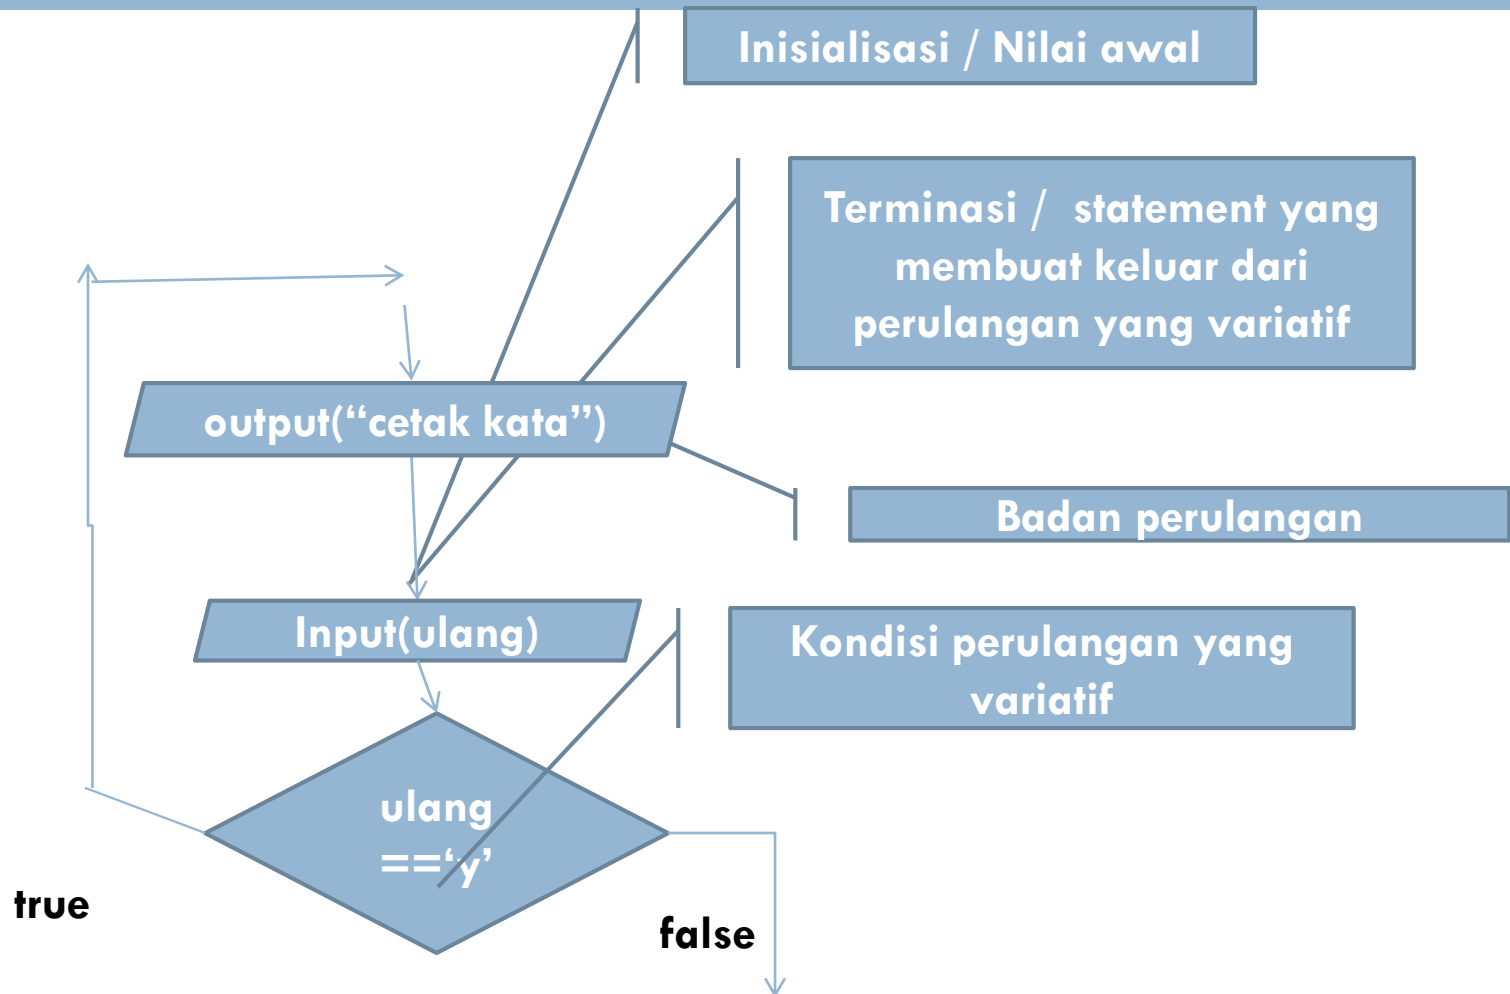 Inisialisasi / Nilai awal
Terminasi / statement yang
membuat keluar dari
perulangan yang variatif
output(“cetak kata”)
Badan perulangan
Input(ulang)
Kondisi perulangan yang
variatif
ulang
==‘y’
true
false